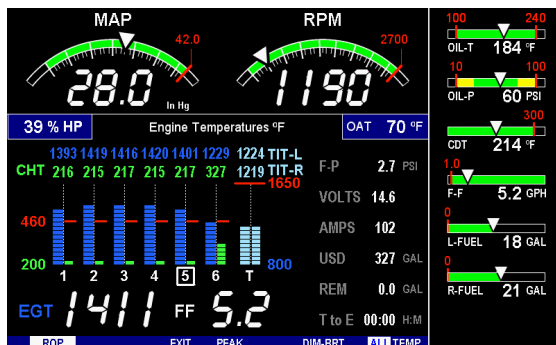 MAP
42.0
28.0 In Hg
RPM
2700
1190
39 % HP
Engine Temperatures ºF
OAT 70 ºF
1393 1419 1416 1420 1401 1229 1224 TIT-L
CHT 216 215 217 215 217 327 1219 TIT-R
1650
460
200
800
1 2 3 4 5 6 T
EGT 1411 FF 5.2
F-P 2.7 PSI
VOLTS 14.6
AMPS 102
USD 327 GAL
REM 0.0 GAL
T to E 00:00 H:M
ROP EXIT PEAK DIM-BRT ALL TEMP
100 240
OIL-T 184 ºF
10 100
OIL-P 60 PSI
300
CDT 214 ºF
1.0
F-F 5.2 GPH
0
L-FUEL 18 GAL
0
R-FUEL 21 GAL